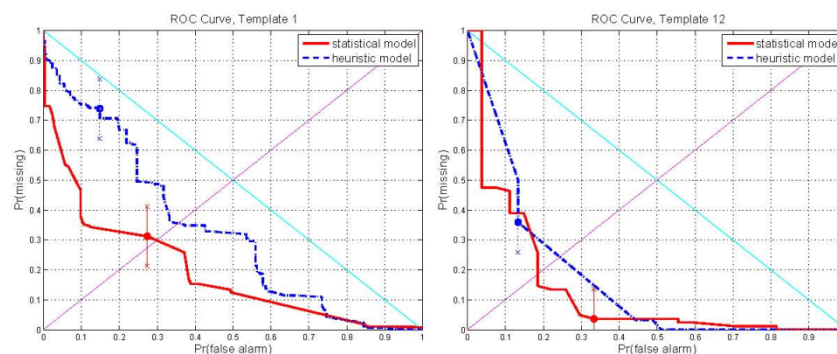 ROC Curve, Template 1
statistical model
heuristic model
Pr(missing)
1
0.9
0.8
0.7
0.6
0.5
0.4
0.3
0.2
0.1
0
0 0.1 0.2 0.3 0.4 0.5 0.6 0.7 0.8 0.9 1
Pr(false alarm)
ROC Curve, Template 12
statistical model
heuristic model
Pr(missing)
1
0.9
0.8
0.7
0.6
0.5
0.4
0.3
0.2
0.1
0
0 0.1 0.2 0.3 0.4 0.5 0.6 0.7 0.8 0.9
Pr(false alarm)